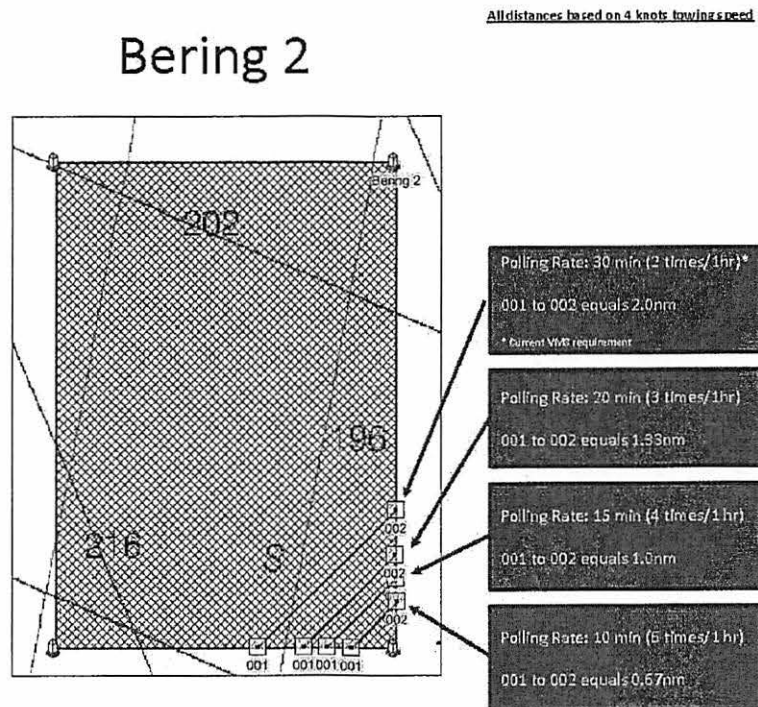 All distances based on 4 knots towing speed
Bering 2
Bering 2
202
196
216
S
002
002
002
001
001
001
001
Polling Rate: 30 min (2 times/1hr)*
001 to 002 equals 2.0nm
* Current VMS requirement
Polling Rate: 20 min (3 times/1hr)
001 to 002 equals 1.33nm
Polling Rate: 15 min (4 times/1 hr)
001 to 002 equals 1.0nm
Polling Rate: 10 min (6 times/1 hr)
001 to 002 equals 0.67nm